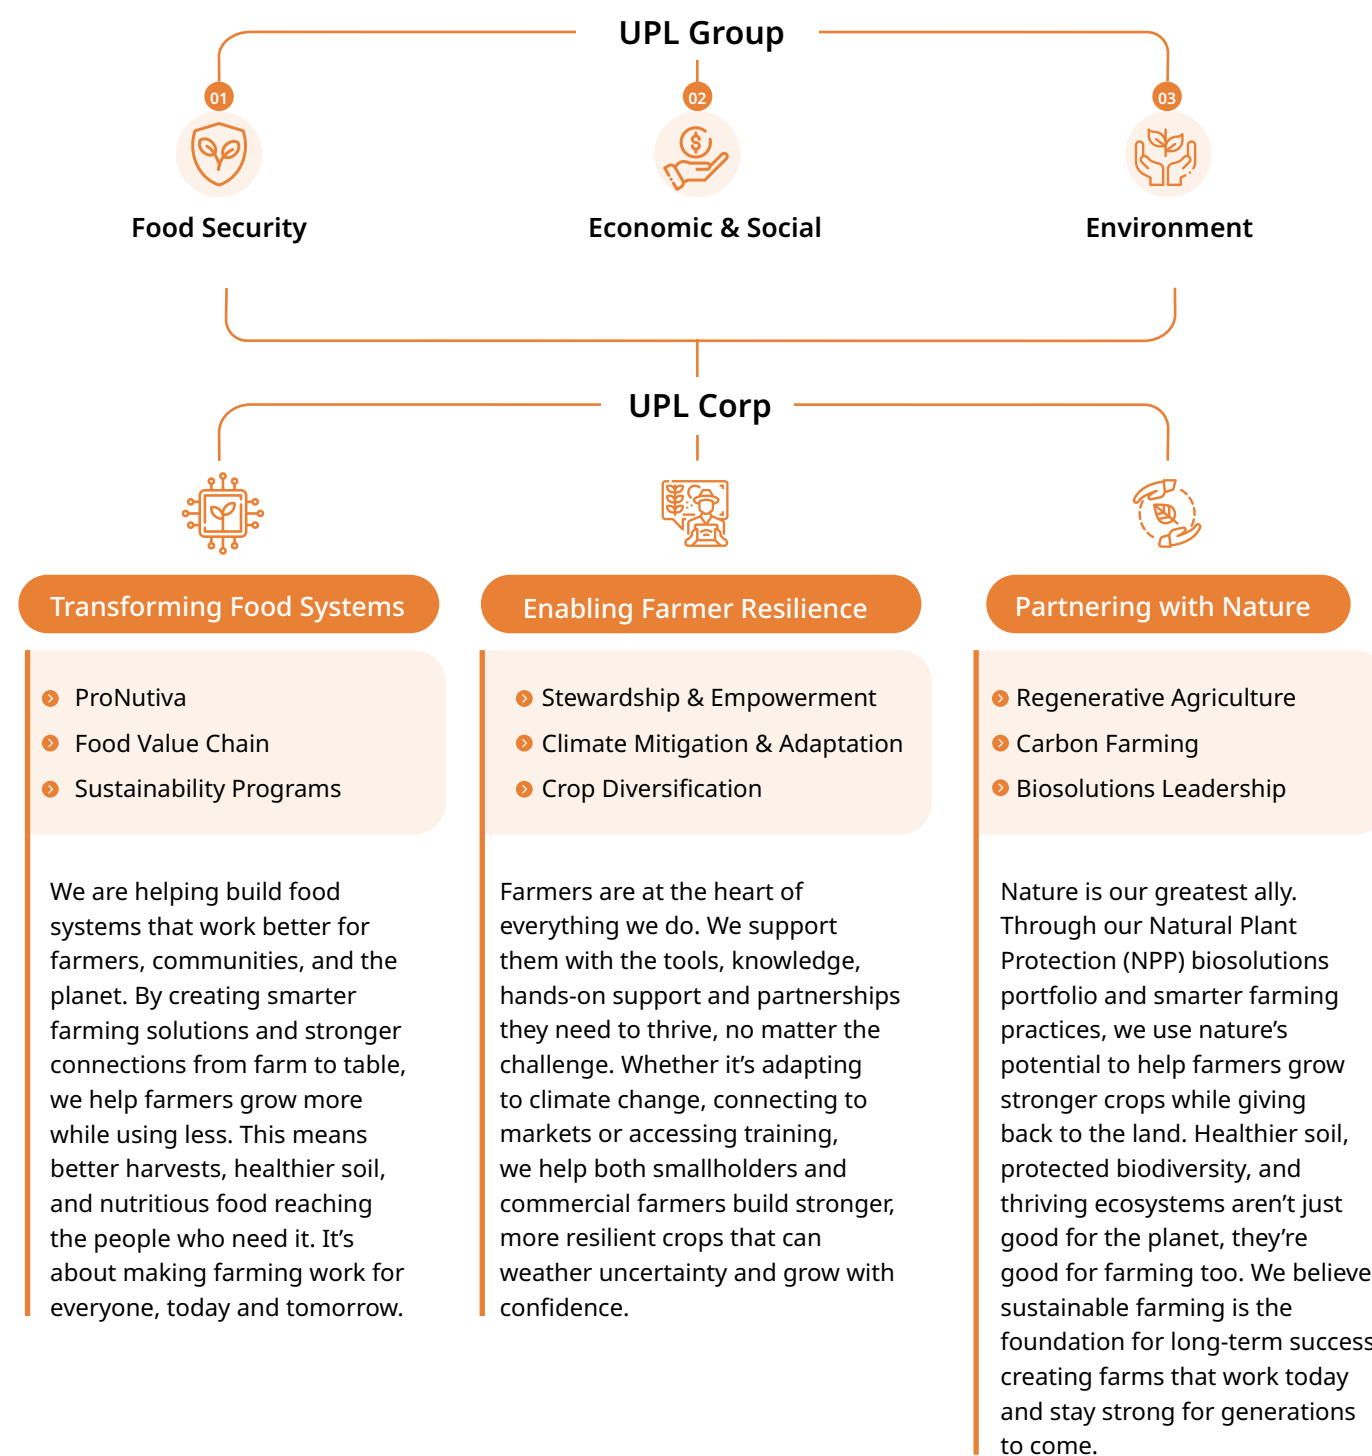 UPL Group
01
02
03
Food Security
Economic & Social
Environment
UPL Corp
Transforming Food Systems
ProNutiva
Food Value Chain
Sustainability Programs
We are helping build food
systems that work better for
farmers, communities, and the
planet. By creating smarter
farming solutions and stronger
connections from farm to table,
we help farmers grow more
while using less. This means
better harvests, healthier soil,
and nutritious food reaching
the people who need it. It’s
about making farming work for
everyone, today and tomorrow.
Enabling Farmer Resilience
Stewardship & Empowerment
Climate Mitigation & Adaptation
Crop Diversification
Farmers are at the heart of
everything we do. We support
them with the tools, knowledge,
hands-on support and partnerships
they need to thrive, no matter the
challenge. Whether it’s adapting
to climate change, connecting to
markets or accessing training,
we help both smallholders and
commercial farmers build stronger,
more resilient crops that can
weather uncertainty and grow with
confidence.
Partnering with Nature
Regenerative Agriculture
Carbon Farming
Biosolutions Leadership
Nature is our greatest ally.
Through our Natural Plant
Protection (NPP) biosolutions
portfolio and smarter farming
practices, we use nature’s
potential to help farmers grow
stronger crops while giving
back to the land. Healthier soil,
protected biodiversity, and
thriving ecosystems aren’t just
good for the planet, they’re
good for farming too. We believe
sustainable farming is the
foundation for long-term success
creating farms that work today
and stay strong for generations
to come.